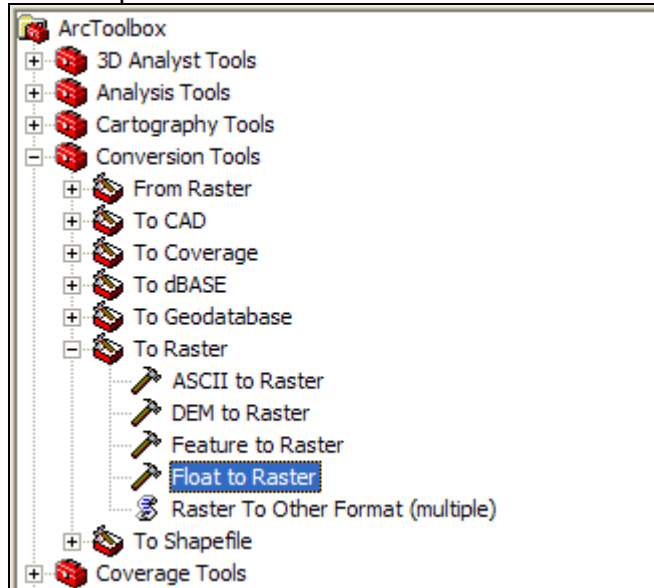 ArcToolbox
3D Analyst Tools
Analysis Tools
Cartography Tools
Conversion Tools
From Raster
To CAD
To Coverage
To dBASE
To Geodatabase
To Raster
ASCII to Raster
DEM to Raster
Feature to Raster
Float to Raster
Raster To Other Format (multiple)
To Shapefile
Coverage Tools